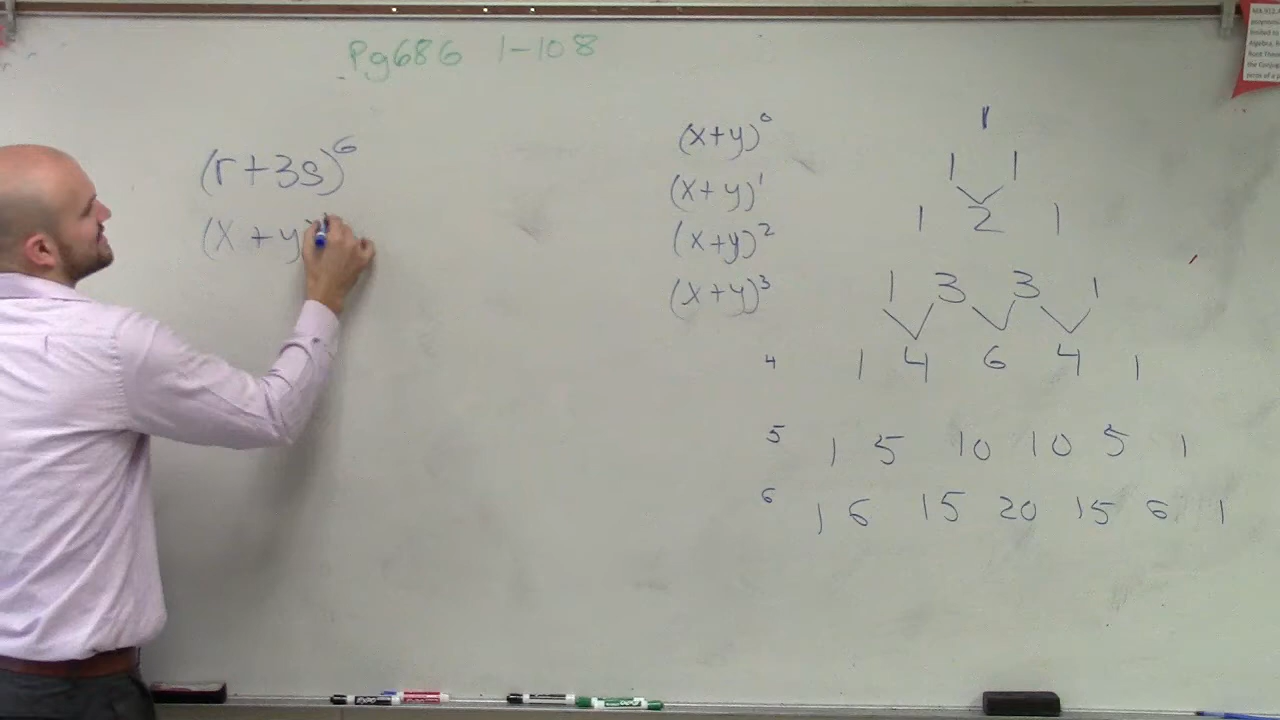 Pg686 1-108
(r+3s)^6
(x+y)
(x+y)^0 1
(x+y)^1 1 1
(x+y)^2 1 2 1
(x+y)^3 1 3 3 1
4 1 4 6 4 1
5 1 5 10 10 5 1
6 1 6 15 20 15 6 1